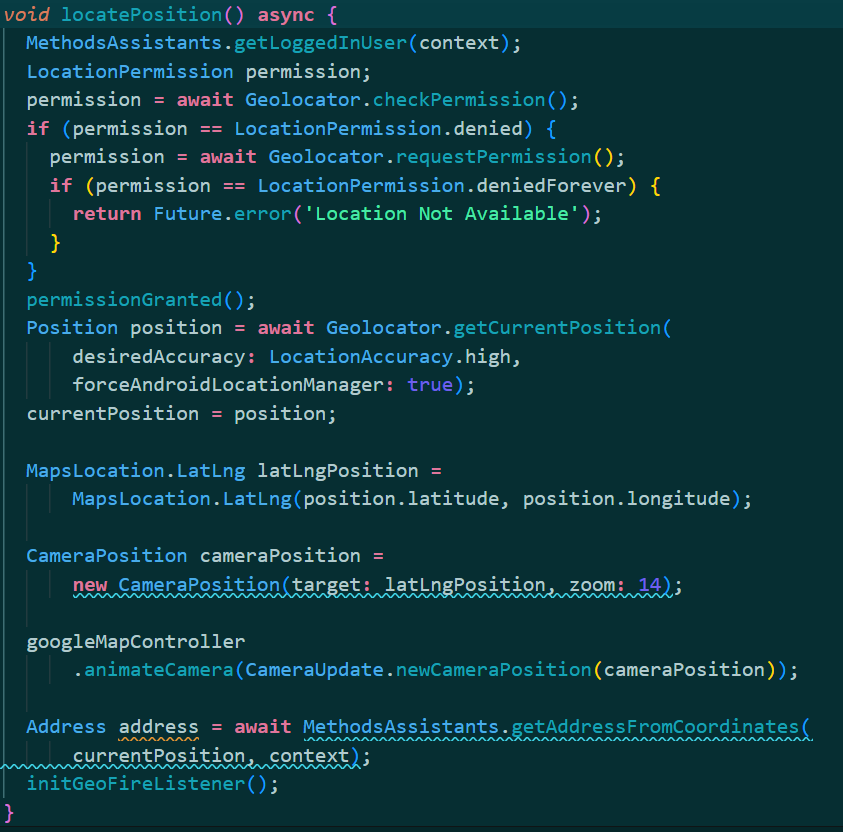 void locatePosition() async {
  MethodsAssistants.getLoggedInUser(context);
  LocationPermission permission;
  permission = await Geolocator.checkPermission();
  if (permission == LocationPermission.denied) {
    permission = await Geolocator.requestPermission();
    if (permission == LocationPermission.deniedForever) {
      return Future.error('Location Not Available');
    }
  }
  permissionGranted();
  Position position = await Geolocator.getCurrentPosition(
      desiredAccuracy: LocationAccuracy.high,
      forceAndroidLocationManager: true);
  currentPosition = position;

  MapsLocation.LatLng latLngPosition =
      MapsLocation.LatLng(position.latitude, position.longitude);

  CameraPosition cameraPosition =
      new CameraPosition(target: latLngPosition, zoom: 14);

  googleMapController
      .animateCamera(CameraUpdate.newCameraPosition(cameraPosition));

  Address address = await MethodsAssistants.getAddressFromCoordinates(
      currentPosition, context);
  initGeoFireListener();
}